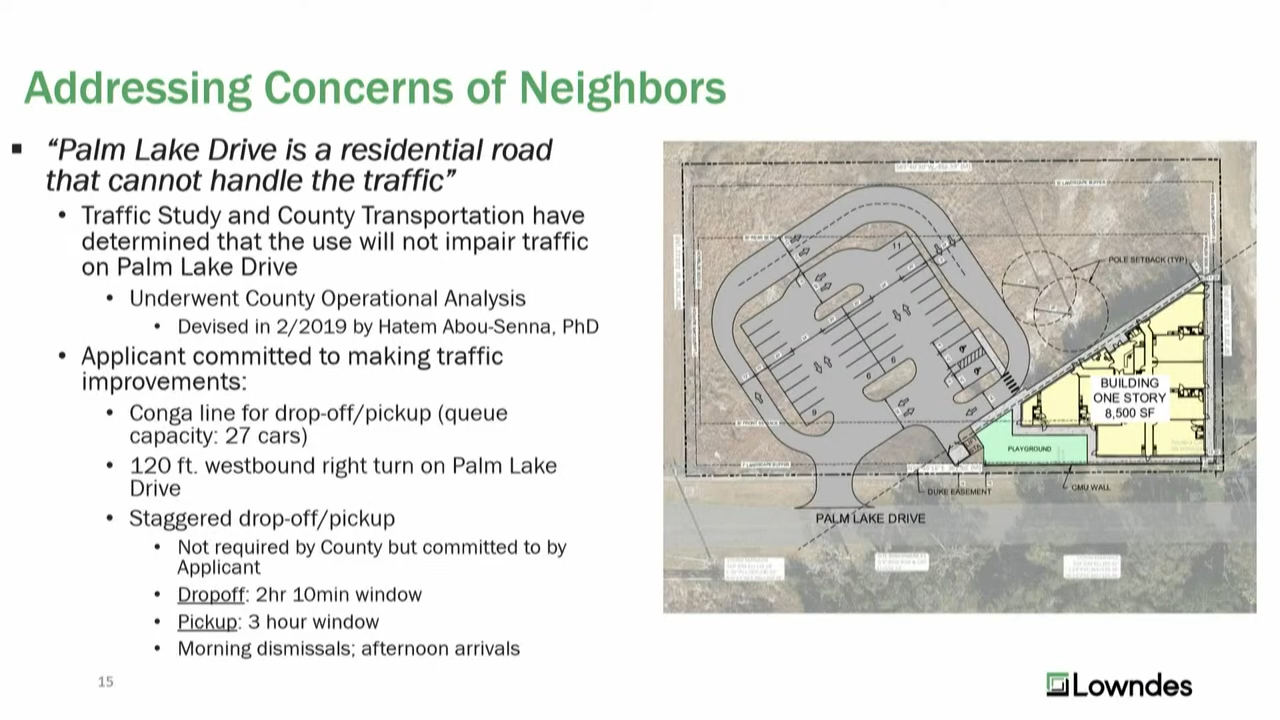 Addressing Concerns of Neighbors
▪ “Palm Lake Drive is a residential road
that cannot handle the traffic”
• Traffic Study and County Transportation have
determined that the use will not impair traffic
on Palm Lake Drive
• Underwent County Operational Analysis
• Devised in 2/2019 by Hatem Abou-Senna, PhD
• Applicant committed to making traffic
improvements:
• Conga line for drop-off/pickup (queue
capacity: 27 cars)
• 120 ft. westbound right turn on Palm Lake
Drive
• Staggered drop-off/pickup
• Not required by County but committed to by
Applicant
• Dropoff: 2hr 10min window
• Pickup: 3 hour window
• Morning dismissals; afternoon arrivals
POLE SETBACK (TYP)
11
6
6
9
BUILDING
ONE STORY
8,500 SF
PLAYGROUND
DUKE EASEMENT
CMU WALL
PALM LAKE DRIVE
15
Lowndes